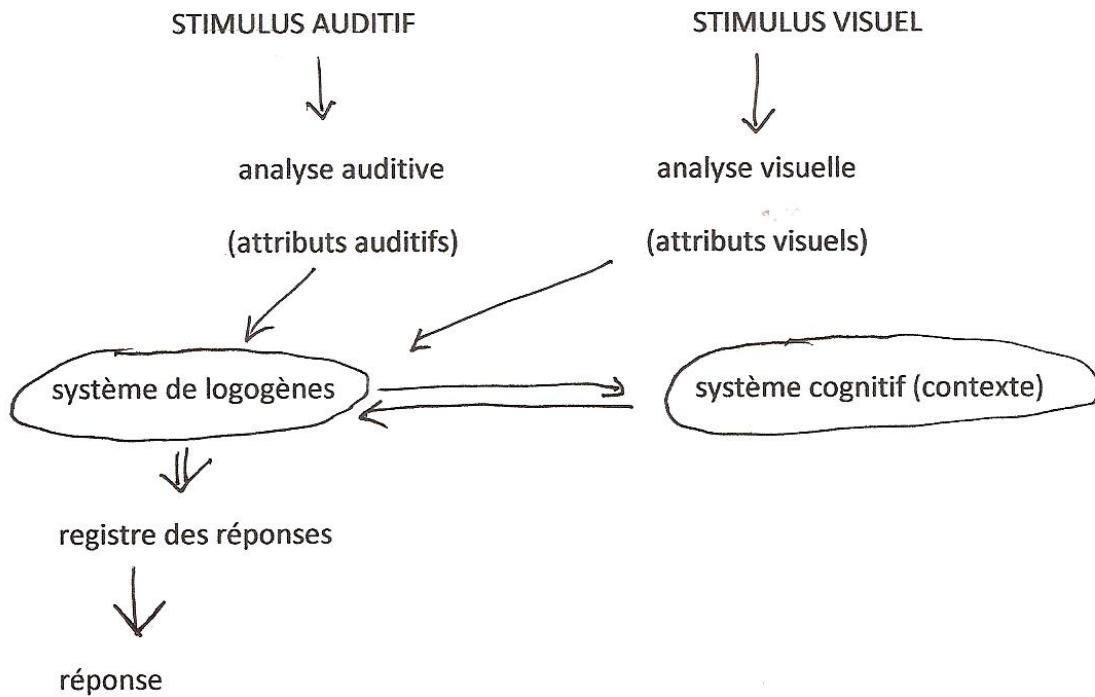 STIMULUS AUDITIF
STIMULUS VISUEL
analyse auditive
analyse visuelle
(attributs auditifs)
(attributs visuels)
système de logogènes
système cognitif (contexte)
registre des réponses
réponse